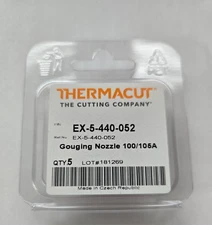 THERMACUT
THE CUTTING COMPANY
EX-5-440-052
EX-5-440-052
Gouging Nozzle 100/105A
QTY.5 LOT#181269
Made in Czech Republic